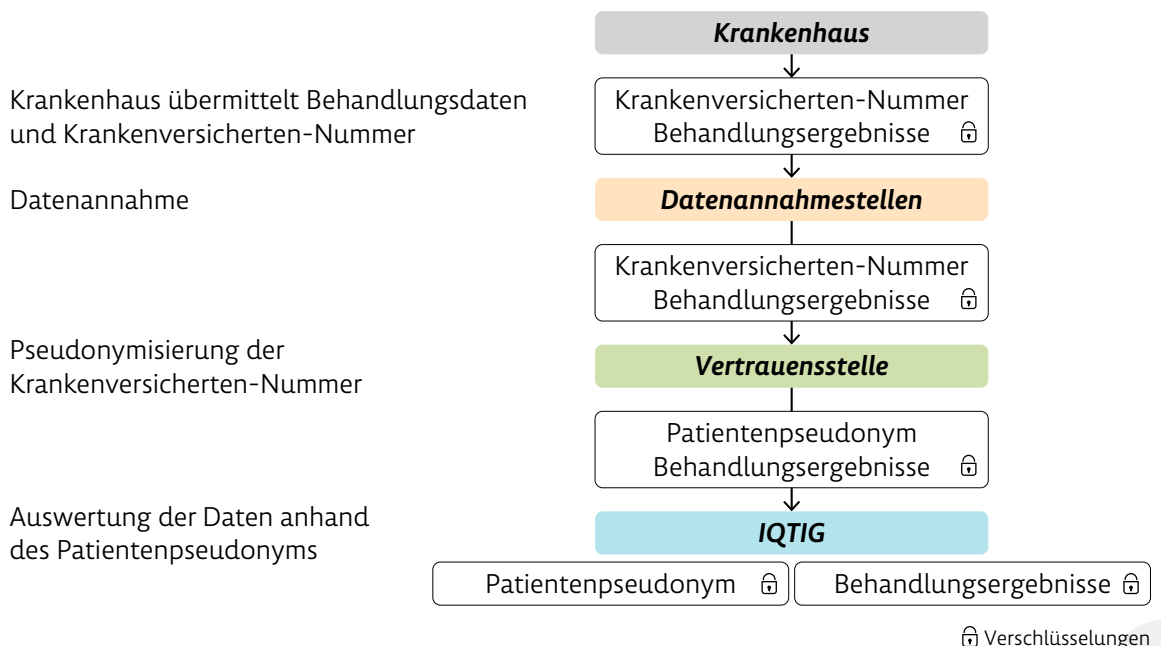 Krankenhaus
Krankenhaus übermittelt Behandlungsdaten
und Krankenversicherten-Nummer
Krankenversicherten-Nummer
Behandlungsergebnisse
Datenannahme
Datenannahmestellen
Krankenversicherten-Nummer
Behandlungsergebnisse
Pseudonymisierung der
Krankenversicherten-Nummer
Vertrauensstelle
Patientenpseudonym
Behandlungsergebnisse
Auswertung der Daten anhand
des Patientenpseudonyms
IQTIG
Patientenpseudonym
Behandlungsergebnisse
Verschlüsselungen